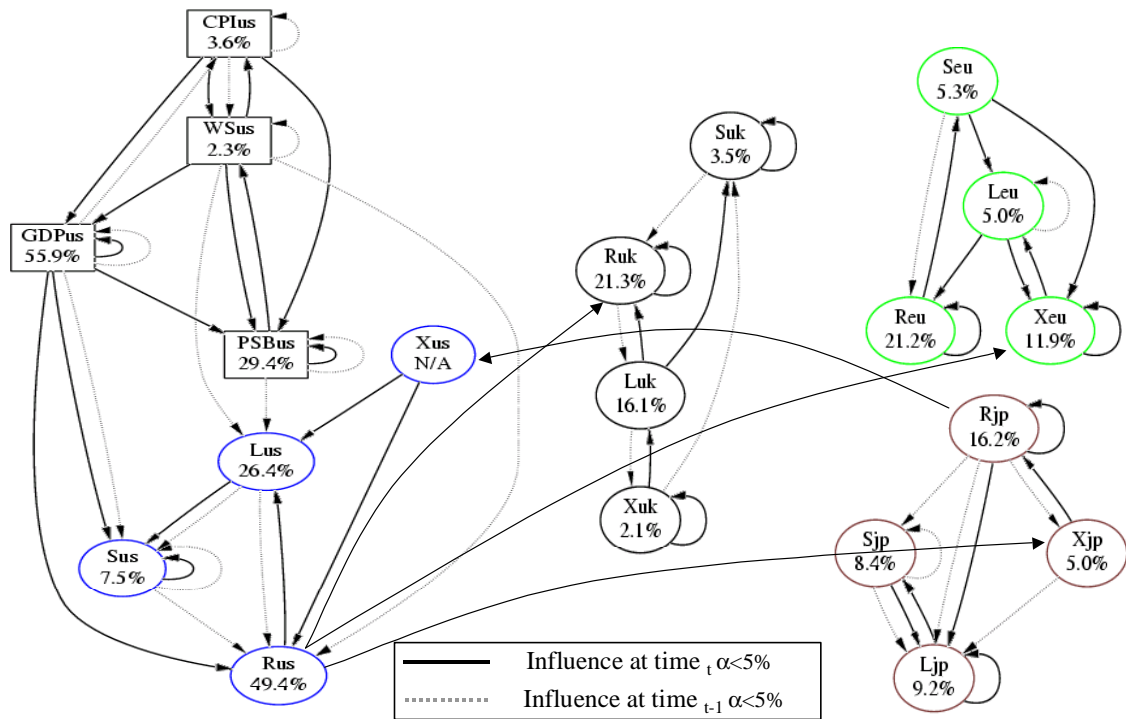 CPIus
3.6%
WSus
2.3%
GDPus
55.9%
PSBus
29.4%
Xus
N/A
Lus
26.4%
Sus
7.5%
Rus
49.4%
Suk
3.5%
Ruk
21.3%
Luk
16.1%
Xuk
2.1%
Seu
5.3%
Leu
5.0%
Reu
21.2%
Xeu
11.9%
Rjp
16.2%
Sjp
8.4%
Xjp
5.0%
Ljp
9.2%
Influence at time t α<5%
Influence at time t-1 α<5%